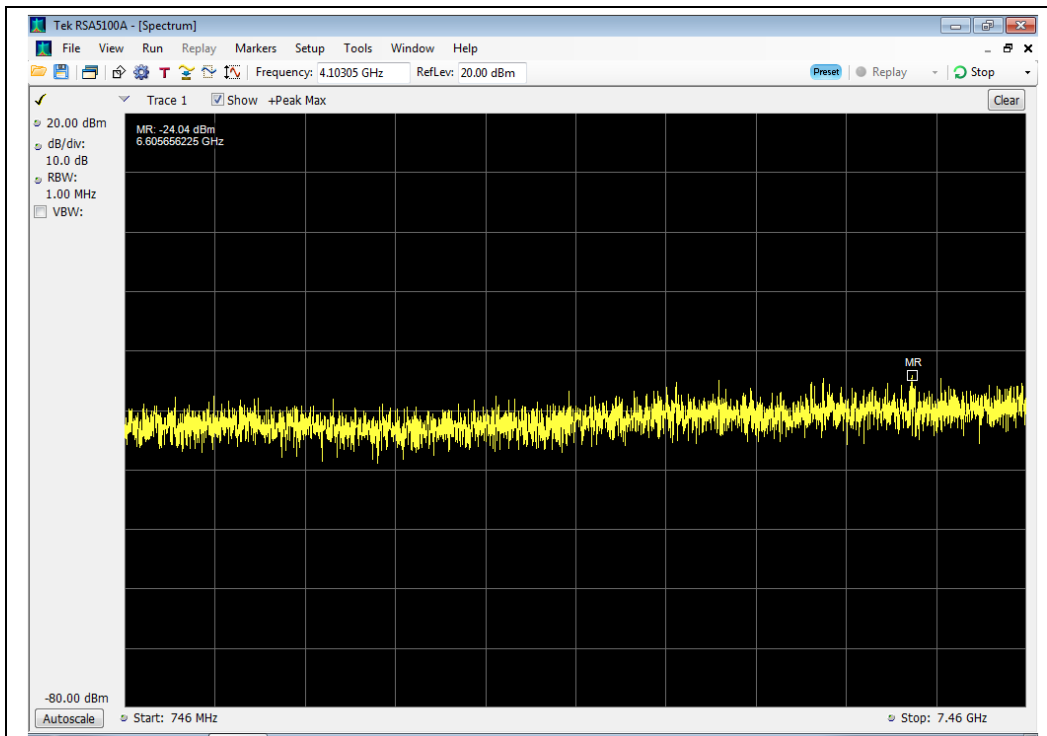 Tek RSA5100A - [Spectrum]
File View Run Replay Markers Setup Tools Window Help
T Frequency: 4.10305 GHz RefLev: 20.00 dBm Preset Replay Stop
Trace 1 Show +Peak Max Clear
20.00 dBm
dB/div:
10.0 dB
RBW:
1.00 MHz
VBW:
MR: -24.04 dBm
6.605656225 GHz
MR
-80.00 dBm
Autoscale Start: 746 MHz Stop: 7.46 GHz